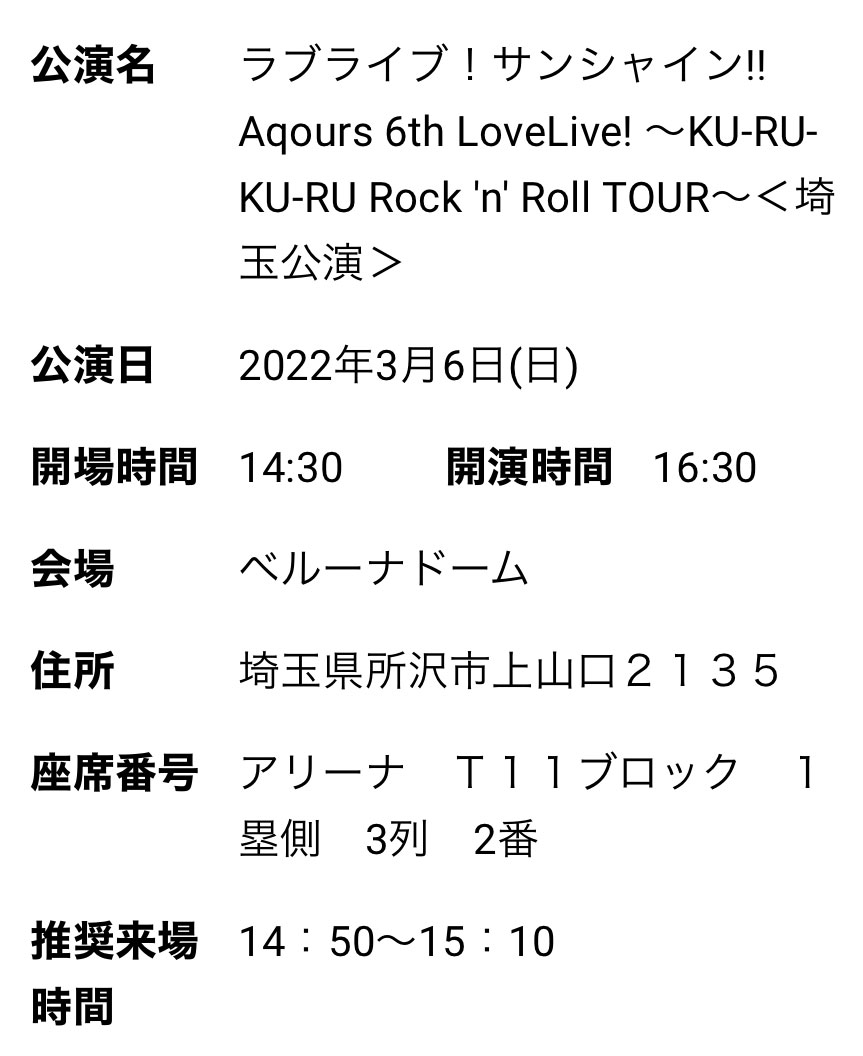 公演名 ラブライブ！サンシャイン!!
Aqours 6th LoveLive! ～KU-RU-
KU-RU Rock 'n' Roll TOUR～＜埼
玉公演＞
公演日 2022年3月6日(日)
開場時間 14:30 開演時間 16:30
会場 ベルーナドーム
住所 埼玉県所沢市上山口２１３５
座席番号 アリーナ　Ｔ１１ブロック　１
塁側　3列　2番
推奨来場 14：50～15：10
時間